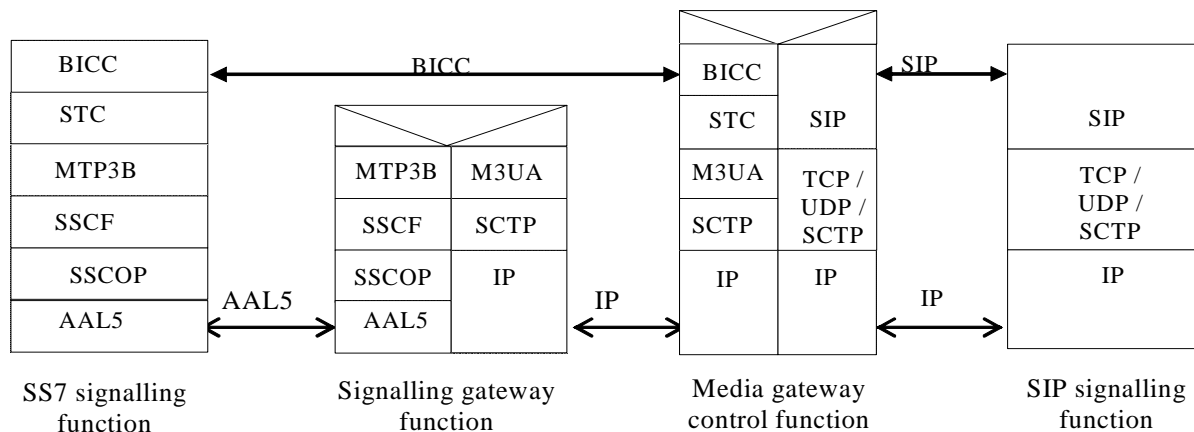 BICC
STC
MTP3B
SSCF
SSCOP
AAL5
SS7 signalling
function
BICC
AAL5
MTP3B
SSCF
SSCOP
AAL5
M3UA
SCTP
IP
Signalling gateway
function
IP
BICC
STC
M3UA
SCTP
IP
SIP
TCP /
UDP /
SCTP
IP
Media gateway
control function
SIP
IP
SIP
TCP /
UDP /
SCTP
IP
SIP signalling
function